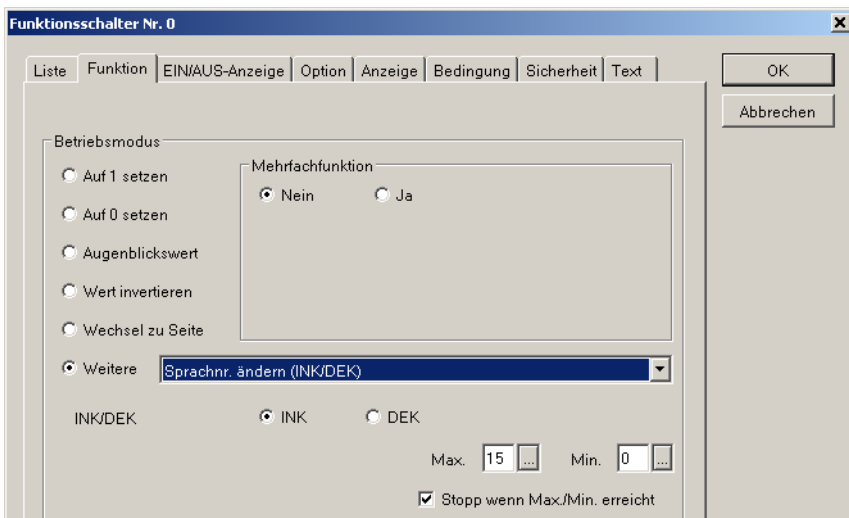 Funktionsschalter Nr. 0
Liste Funktion EIN/AUS-Anzeige Option Anzeige Bedingung Sicherheit Text
OK
Abbrechen
Betriebsmodus
Auf 1 setzen
Auf 0 setzen
Augenblickswert
Wert invertieren
Wechsel zu Seite
Mehrfachfunktion
Nein Ja
Weitere Sprachnr. ändern (INK/DEK)
INK/DEK INK DEK
Max. 15 ... Min. 0 ...
Stopp wenn Max./Min. erreicht